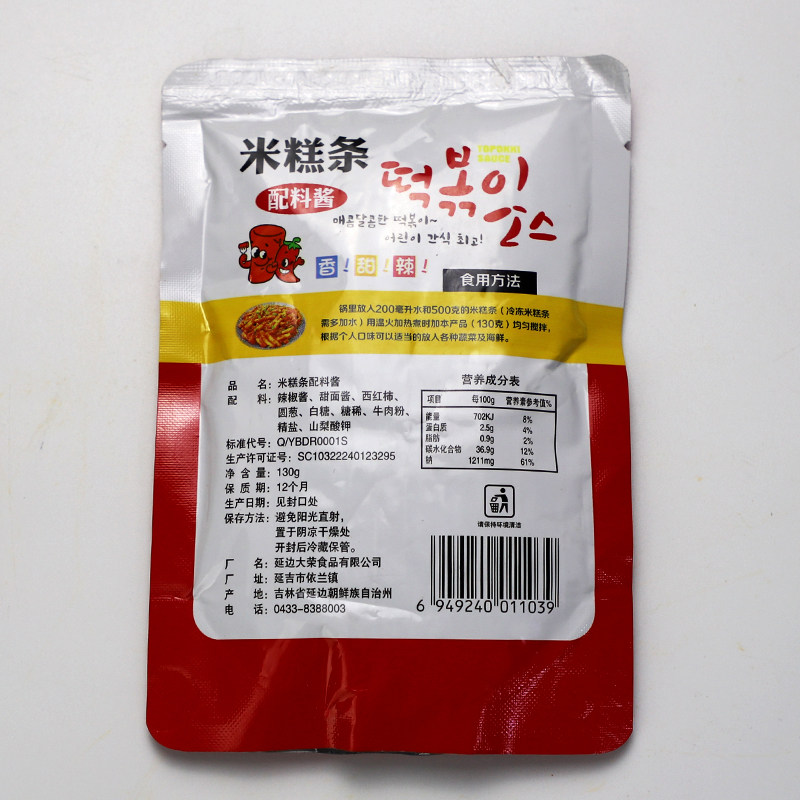 米糕条
配料酱
TOPOKKI
SAUCE
떡볶이
소스
매콤달콤한 떡볶이~
어린이 간식 최고!
香!甜!辣!
食用方法
锅里放入200毫升水和500克的米糕条(冷冻米糕条
需多加水)用温火加热煮时加本产品(130克)均匀搅拌,
根据个人口味可以适当的放入各种蔬菜及海鲜。
品 名:米糕条配料酱
配 料:辣椒酱、甜面酱、西红柿、
圆葱、白糖、糖稀、牛肉粉、
精盐、山梨酸钾
标准代号:Q/YBDR0001S
生产许可证号:SC10322240123295
净 含 量:130g
保 质 期:12个月
生产日期:见封口处
保存方法:避免阳光直射,
置于阴凉干燥处
开封后冷藏保管。
厂 名:延边大荣食品有限公司
厂 址:延吉市依兰镇
产 地:吉林省延边朝鲜族自治州
电 话:0433-8388003
营养成分表
项目 每100g 营养素参考值%
能量 702KJ 8%
蛋白质 2.5g 4%
脂肪 0.9g 2%
碳水化合物 36.9g 12%
钠 1211mg 61%
请保持环境清洁
6 949240 011039